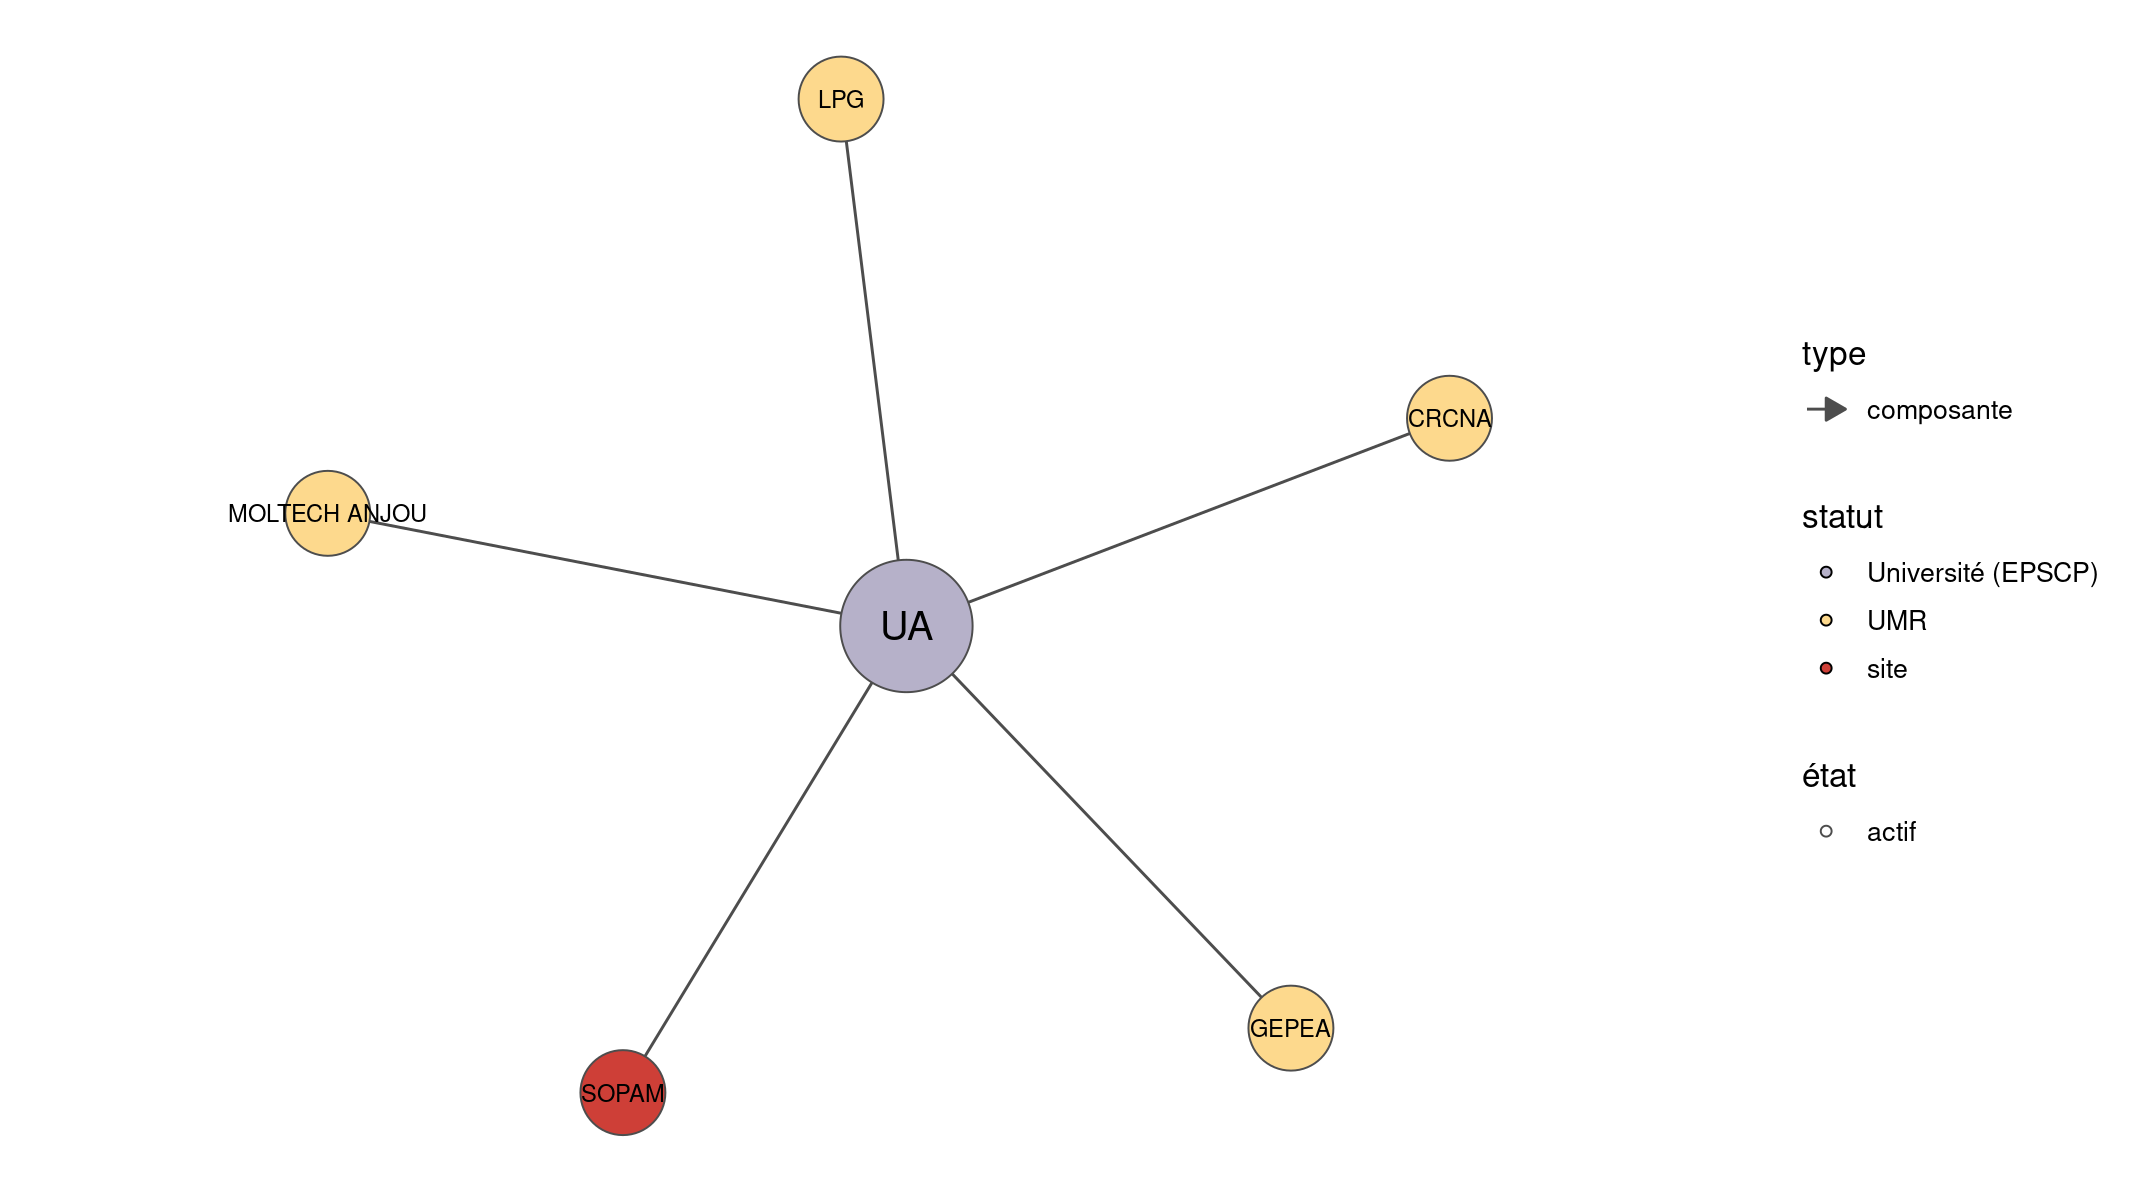 LPG
CRCNA
MOLTECH ANJOU
UA
GEPEA
SOPAM
type
composante
statut
Université (EPSCP)
UMR
site
état
actif